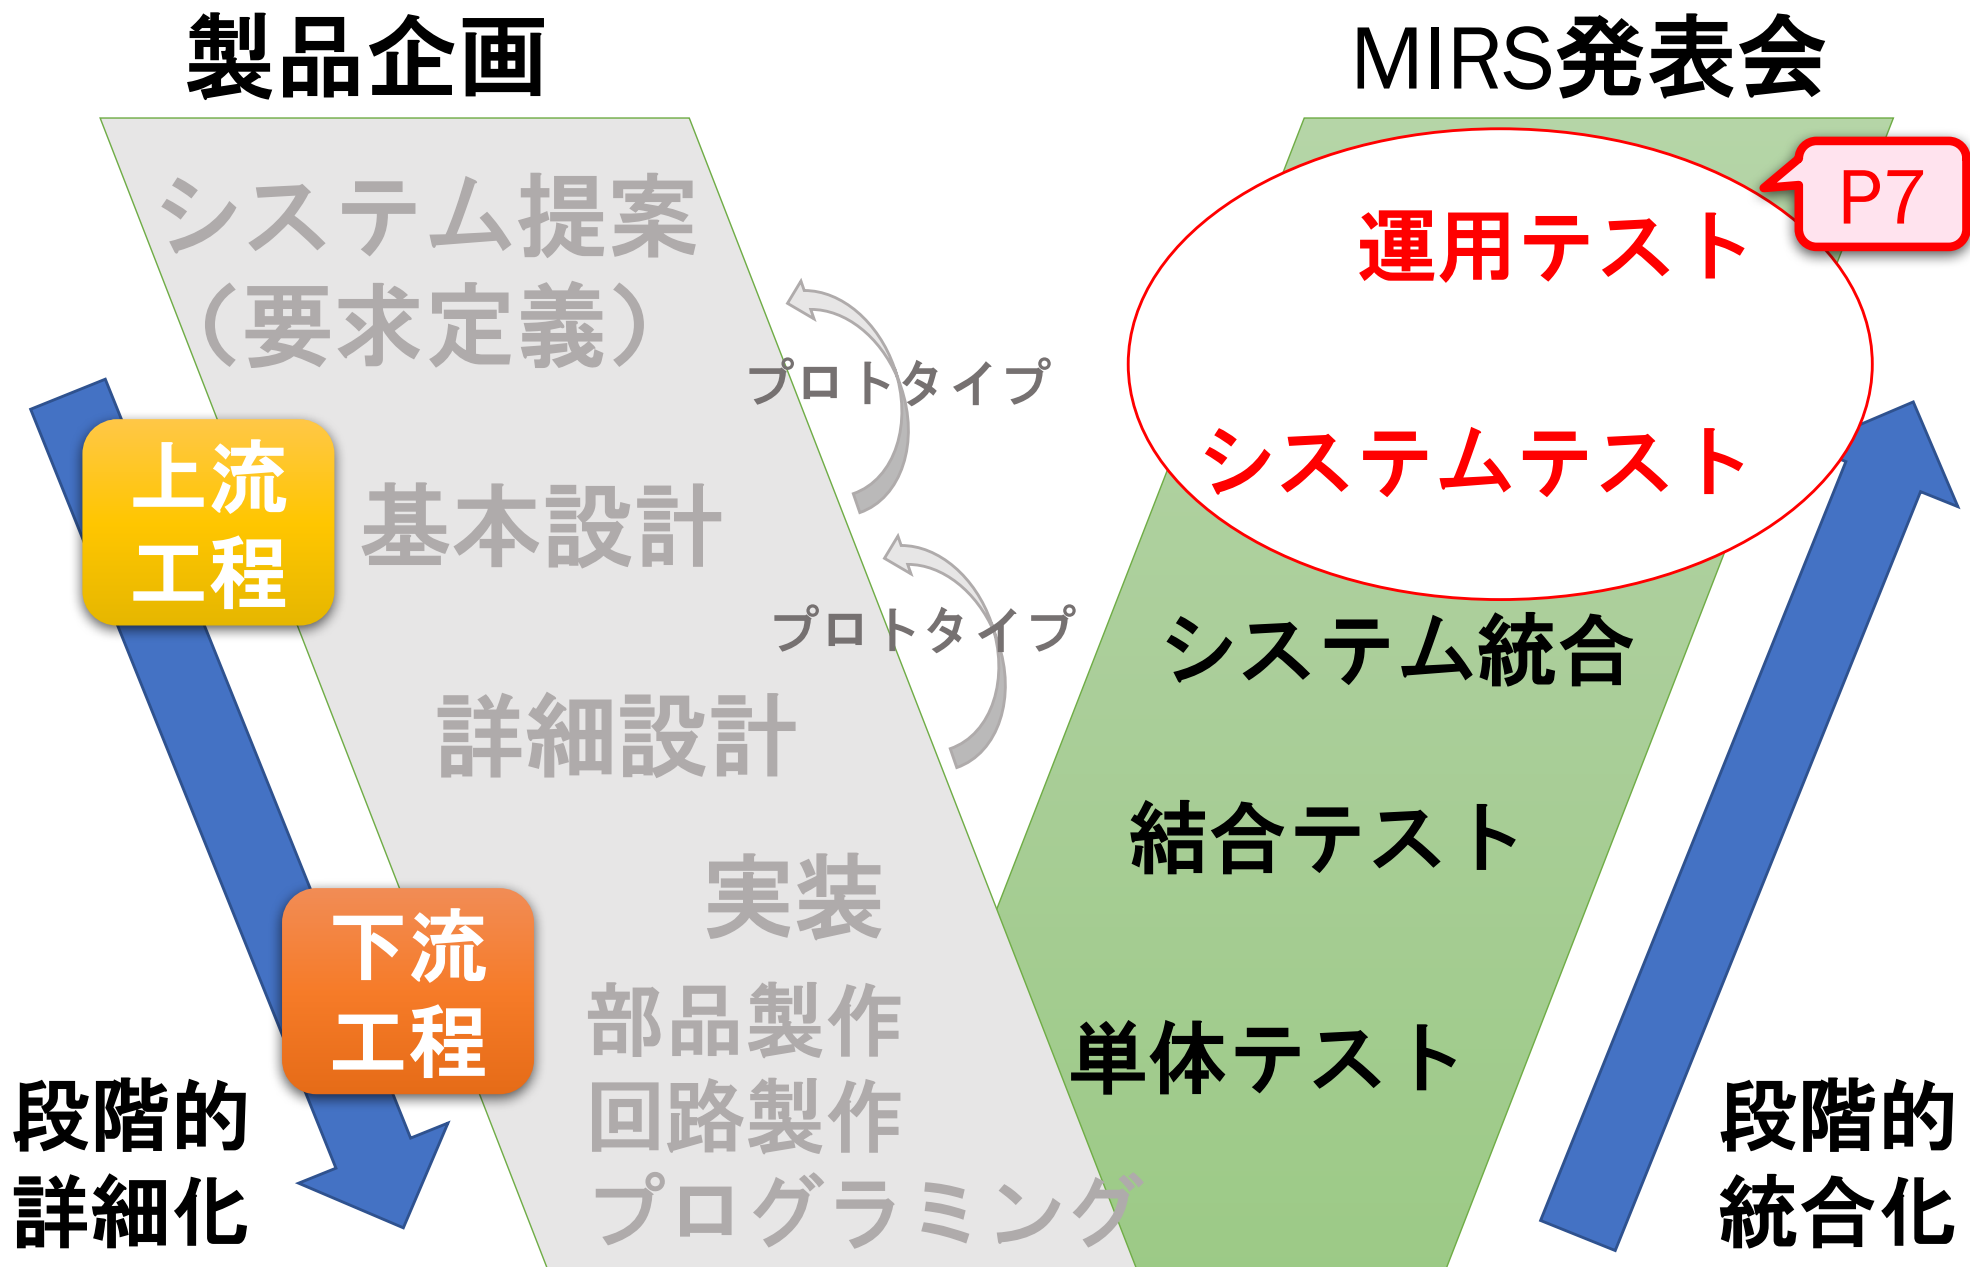 製品企画
MIRS発表会
システム提案
（要求定義）
プロトタイプ
上流
工程
基本設計
プロトタイプ
詳細設計
実装
下流
工程
部品製作
回路製作
プログラミング
段階的
詳細化
P7
運用テスト
システムテスト
システム統合
結合テスト
単体テスト
段階的
統合化